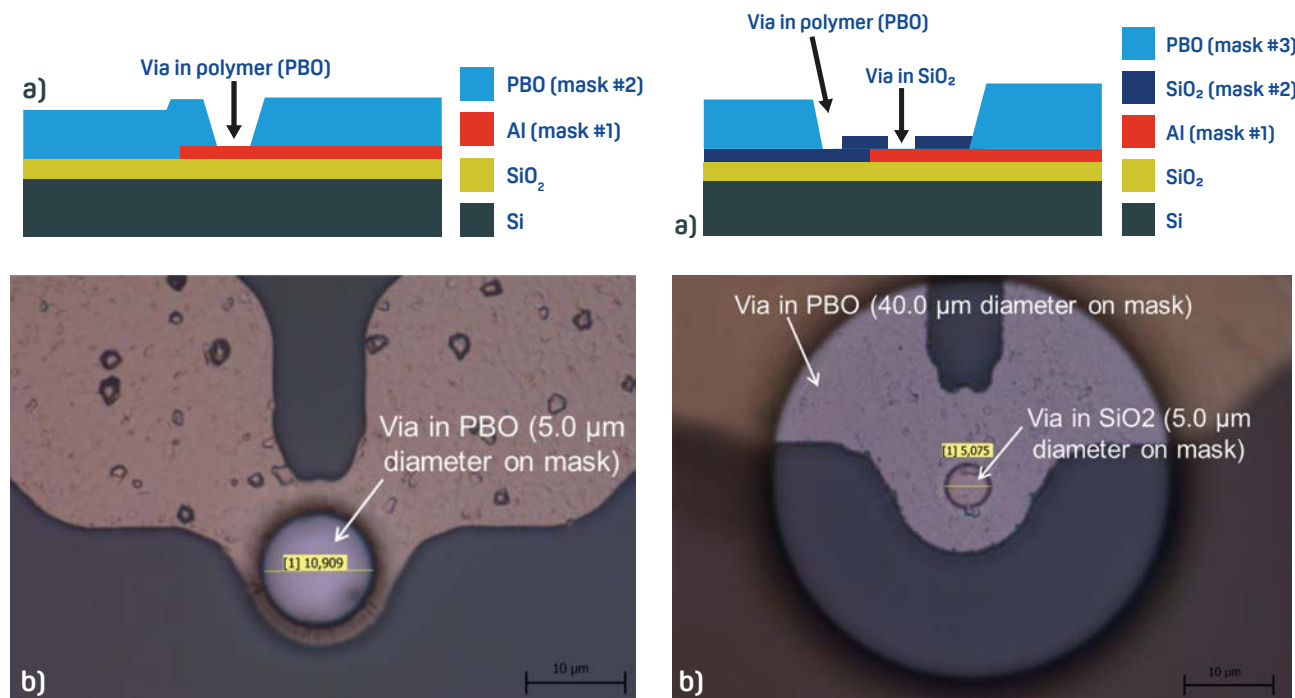 a)
Via in polymer (PBO)
PBO (mask #2)
Al (mask #1)
SiO₂
Si
Via in polymer (PBO)
Via in SiO₂
PBO (mask #3)
SiO₂ (mask #2)
Al (mask #1)
SiO₂
Si
a)
Via in PBO (5.0 µm
diameter on mask)
[1] 10,909
10 µm
b)
Via in PBO (40.0 µm diameter on mask)
Via in SiO2 (5.0 µm
diameter on mask)
[1] 5,075
10 µm
b)